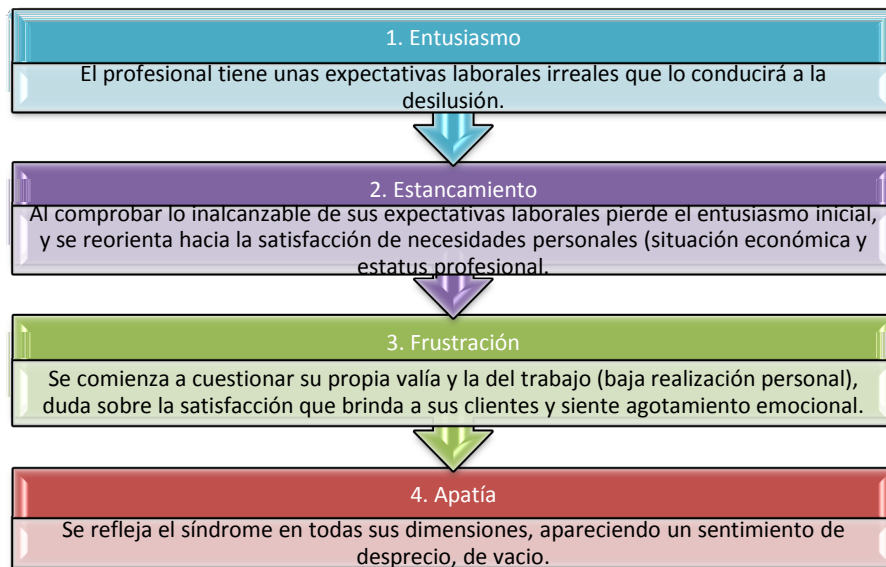 1. Entusiasmo
El profesional tiene unas expectativas laborales irreales que lo conducirá a la
desilusión.
2. Estancamiento
Al comprobar lo inalcanzable de sus expectativas laborales pierde el entusiasmo inicial,
y se reorienta hacia la satisfacción de necesidades personales (situación económica y
estatus profesional.
3. Frustración
Se comienza a cuestionar su propia valía y la del trabajo (baja realización personal),
duda sobre la satisfacción que brinda a sus clientes y siente agotamiento emocional.
4. Apatía
Se refleja el síndrome en todas sus dimensiones, apareciendo un sentimiento de
desprecio, de vacio.